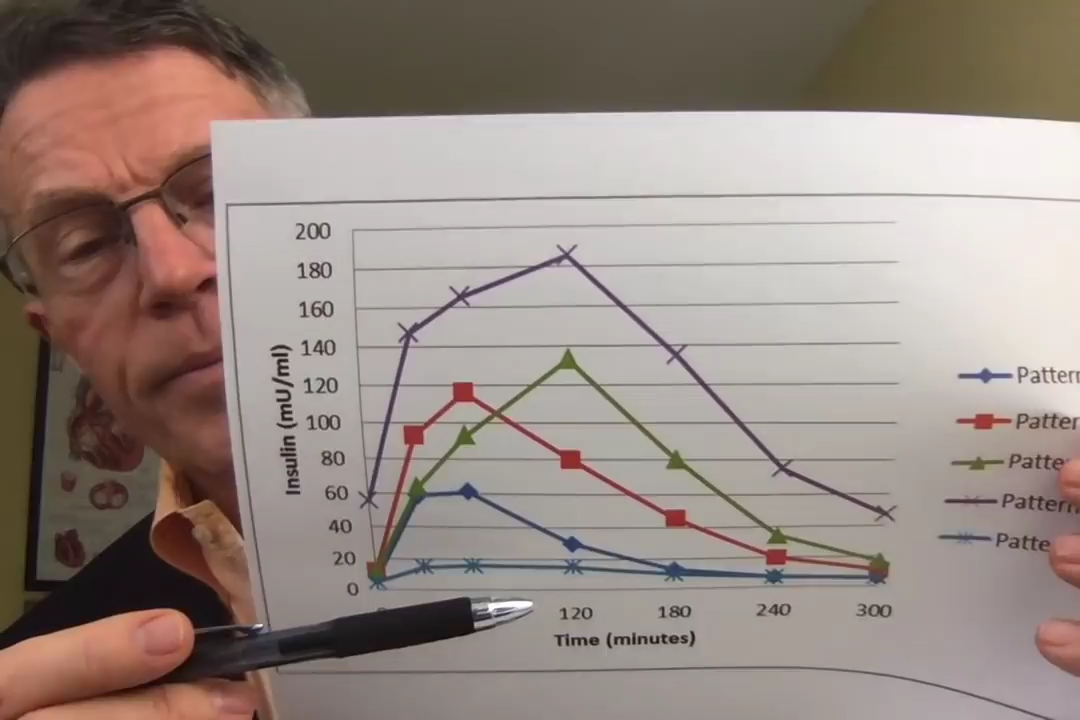 200
180
160
140
120
100
80
60
40
20
0
Insulin (mU/ml)
120 180 240 300
Time (minutes)
Pattern
Patter
Patte
Pattern
Patte